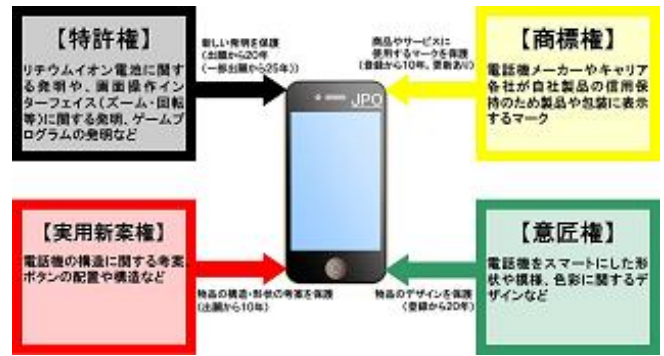 【特許権】
リチウムイオン電池に関す
る発明や、画面操作イン
ターフェイス(ズーム・回転
等)に関する発明、ゲームプ
ログラムの発明など
新しい発明を保護
(出願から20年
(一部出願から25年))
商品やサービスに
使用するマークを保護
(登録から10年、更新あり)
【商標権】
電話機メーカーやキャリア
各社が自社製品の信用保
持のため製品や包装に表示
するマーク
JPO
【実用新案権】
電話機の構造に関する考案、
ボタンの配置や構造など
物品の構造・形状の考案を保護
(出願から10年)
物品のデザインを保護
(登録から20年)
【意匠権】
電話機をスマートにした形
状や模様、色彩に関するデ
ザインなど